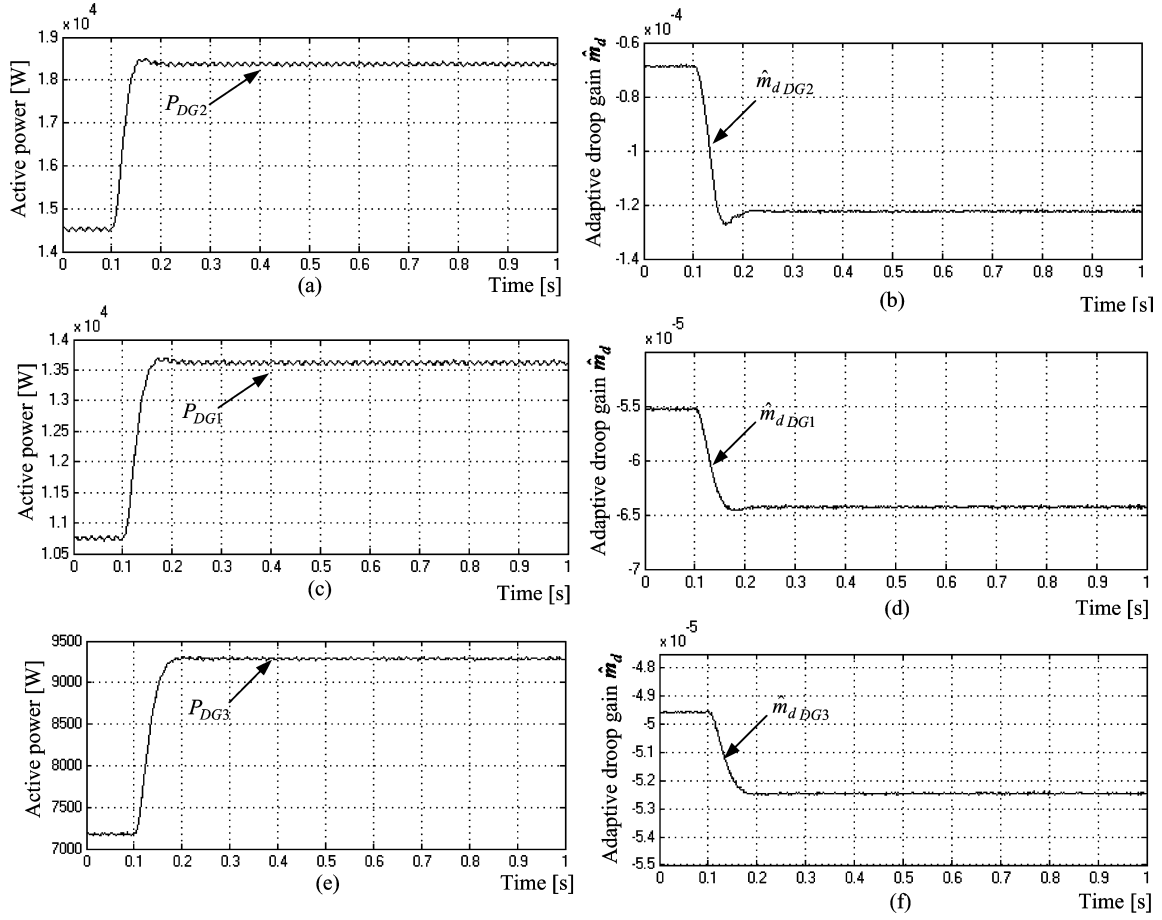 ×10 4
1.9
1.8
1.7
1.6
1.5
1.4
Active power [W]
P DG2
0 0.1 0.2 0.3 0.4 0.5 0.6 0.7 0.8 0.9 1
(a)
Time [s]
×10 -4
-0.6
-0.8
-1
-1.2
-1.4
Adaptive droop gain m̂d
m̂d DG2
0 0.1 0.2 0.3 0.4 0.5 0.6 0.7 0.8 0.9 1
(b)
Time [s]
×10 4
1.4
1.35
1.3
1.25
1.2
1.15
1.1
1.05
Active power [W]
P DG1
0 0.1 0.2 0.3 0.4 0.5 0.6 0.7 0.8 0.9 1
(c)
Time [s]
×10 -5
-5.5
-6
-6.5
-7
Adaptive droop gain m̂d
m̂d DG1
0 0.1 0.2 0.3 0.4 0.5 0.6 0.7 0.8 0.9 1
(d)
Time [s]
9500
9000
8500
8000
7500
7000
Active power [W]
P DG3
0 0.1 0.2 0.3 0.4 0.5 0.6 0.7 0.8 0.9 1
(e)
Time [s]
×10 -5
-4.8
-4.9
-5
-5.1
-5.2
-5.3
-5.4
-5.5
Adaptive droop gain m̂d
m̂d DG3
0 0.1 0.2 0.3 0.4 0.5 0.6 0.7 0.8 0.9 1
(f)
Time [s]